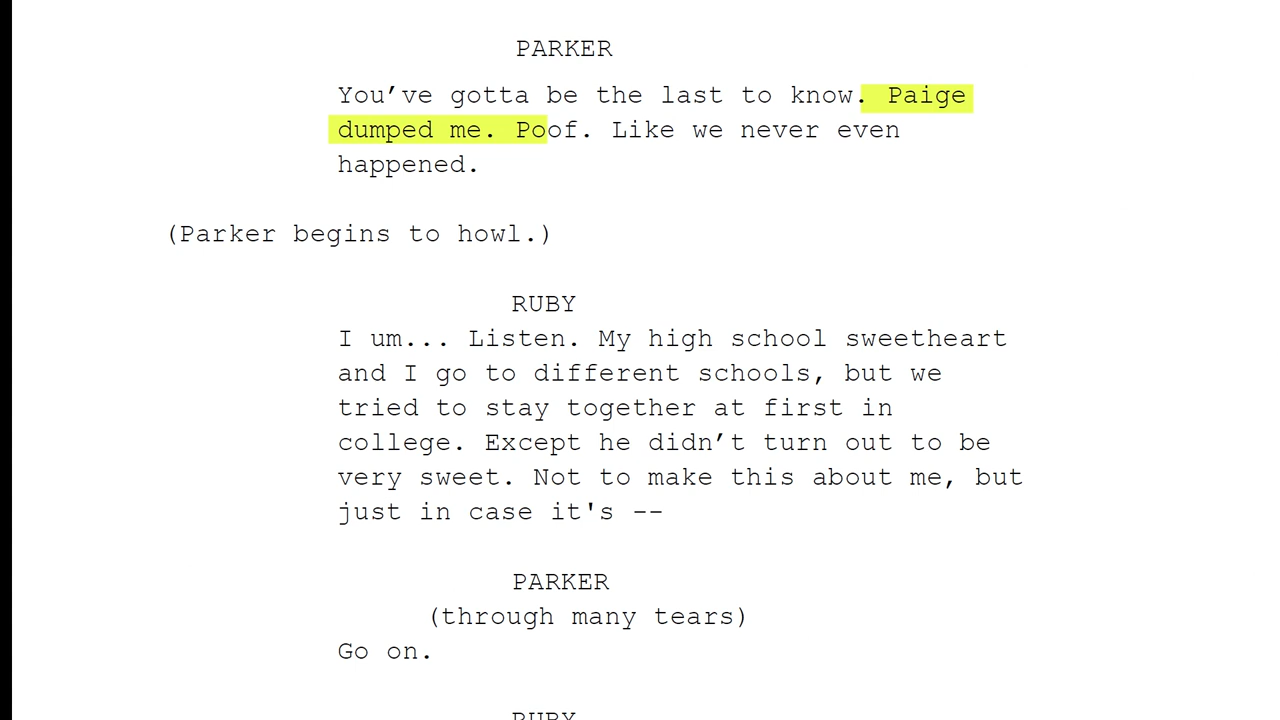 PARKER
You’ve gotta be the last to know. Paige
dumped me. Poof. Like we never even
happened.
(Parker begins to howl.)
RUBY
I um... Listen. My high school sweetheart
and I go to different schools, but we
tried to stay together at first in
college. Except he didn’t turn out to be
very sweet. Not to make this about me, but
just in case it's --
PARKER
(through many tears)
Go on.
RUBY